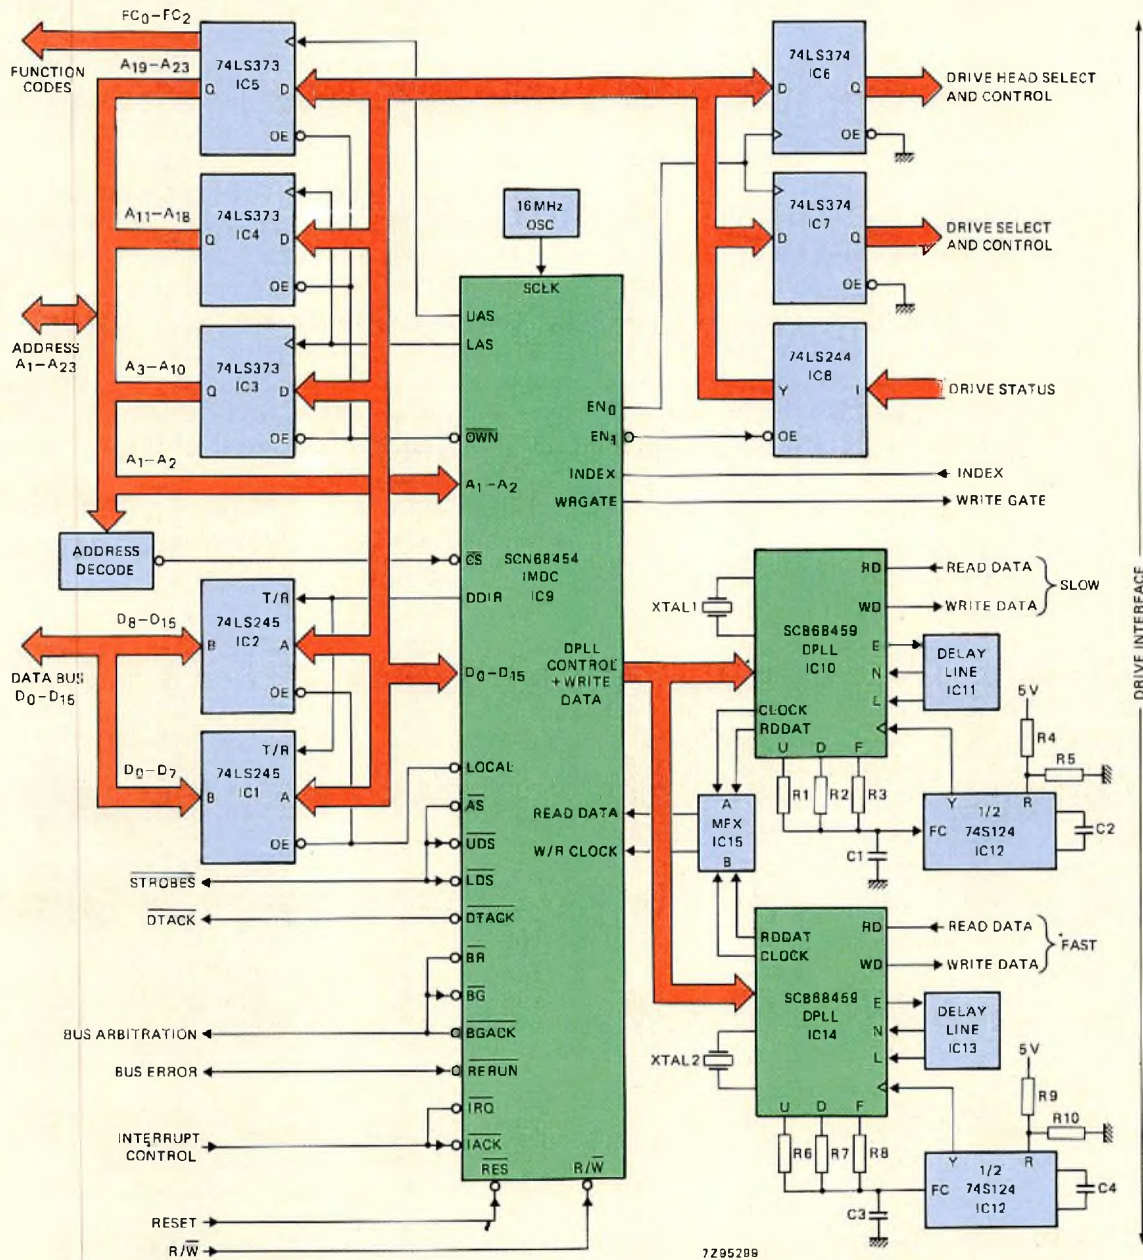 FC0–FC2
FUNCTION
CODES
A19–A23
74LS373
IC5
Q
D
OE
A11–A18
74LS373
IC4
Q
D
OE
ADDRESS
A1–A23
A3–A10
74LS373
IC3
Q
D
OE
A1–A2
ADDRESS
DECODE
D8–D15
T/R
74LS245
IC2
B
A
OE
DATA BUS
D0–D15
D0–D7
T/R
74LS245
IC1
B
A
OE
STROBES
DTACK
BUS ARBITRATION
BUS ERROR
INTERRUPT
CONTROL
RESET
R/W
16MHz
OSC
SCLK
UAS
LAS
OWN
A1–A2
CS
SCN68454
IMDC
IC9
DDIR
D0–D15
LOCAL
AS
UDS
LDS
DTACK
BR
BG
BGACK
RERUN
IRQ
IACK
RES
R/W
EN0
EN1
INDEX
WRGATE
DPLL
CONTROL
+ WRITE
DATA
READ DATA
W/R CLOCK
74LS374
IC6
D
Q
OE
DRIVE HEAD SELECT
AND CONTROL
74LS374
IC7
D
Q
OE
DRIVE SELECT
AND CONTROL
74LS244
IC8
Y
I
OE
DRIVE STATUS
INDEX
WRITE GATE
XTAL1
SCB68459
DPLL
IC10
RD
WD
E
N
L
CLOCK
RDDAT
U
D
F
READ DATA
WRITE DATA
SLOW
DELAY
LINE
IC11
5V
R4
R5
R1
R2
R3
C1
Y
R
FC
1/2
74S124
IC12
C2
A
MPX
IC15
B
RDDAT
CLOCK
XTAL2
SCB68459
DPLL
IC14
RD
WD
E
N
L
U
D
F
READ DATA
WRITE DATA
FAST
DELAY
LINE
IC13
5V
R9
R10
R6
R7
R8
C3
Y
R
FC
1/2
74S124
IC12
C4
DRIVE INTERFACE
7Z95299